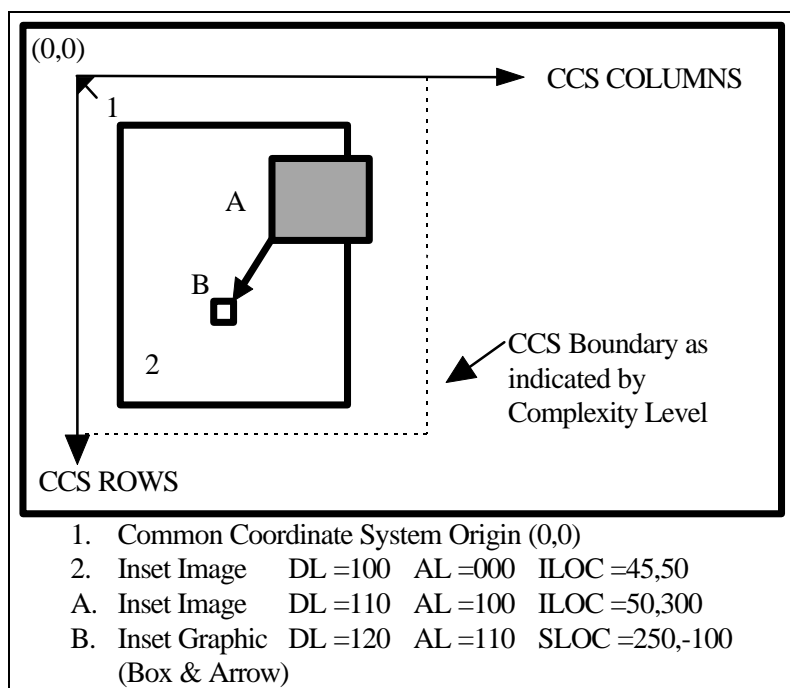 (0,0)
CCS COLUMNS
1
A
B
2
CCS Boundary as
indicated by
Complexity Level
CCS ROWS
1. Common Coordinate System Origin (0,0)
2. Inset Image DL =100 AL =000 ILOC =45,50
A. Inset Image DL =110 AL =100 ILOC =50,300
B. Inset Graphic DL =120 AL =110 SLOC =250,-100
(Box & Arrow)